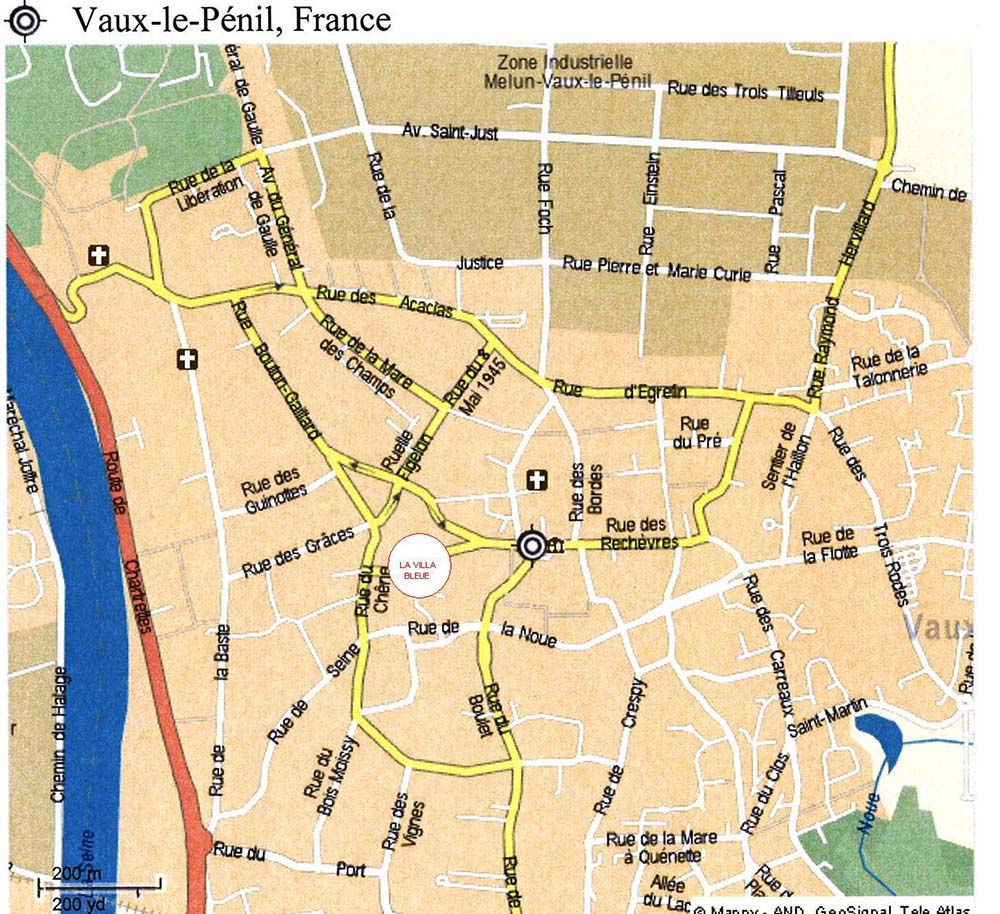 Vaux-le-Pénil, France
Zone Industrielle
Melun-Vaux-le-Pénil
Rue des Trois Tilleuls
éral de Gaulle
Av. Saint-Just
Rue de la
Libération
Av. du Général
de Gaulle
Rue de la
Rue Foch
Einstein
Rue
Pascal
Rue
Chemin de
Hervillard
Rue Raymond
Justice
Rue Pierre et Marie Curie
Rue des Acacias
Rue de la Mare
des Champs
Rue du 8
Mai 1945
Rue Bouton-Gaillard
Rue d'Egrefin
Rue de la
Talonnerie
Rue
du Pré
Sentier de
l'Haillon
Rue des
Trois Rodes
Maréchal Joffre
Route de
Chartrettes
Ruelle
Figelon
Rue des
Guinottes
Rue des Grâces
Rue des
Bordes
Rue des
Rechèvres
Rue de
la Flotte
LA VILLA
BLEUE
Rue du
Chêne
Rue de la Noue
Rue des
Carreaux
Vaux
Rue de
la Baste
Rue de
Seine
Rue du
Boulet
Crespy
Rue de
Saint-Martin
Rue de
Chemin de Halage
r
Rue du
Bois Moissy
Rue des
Vignes
Rue du Clos
Noue
Rue de la Mare
à Quénette
Rue du Port
Rue de
Allée
du Lac
Rue
Seine
200 m
200 yd
© Mappy - AND, GeoSignal, Tele Atlas